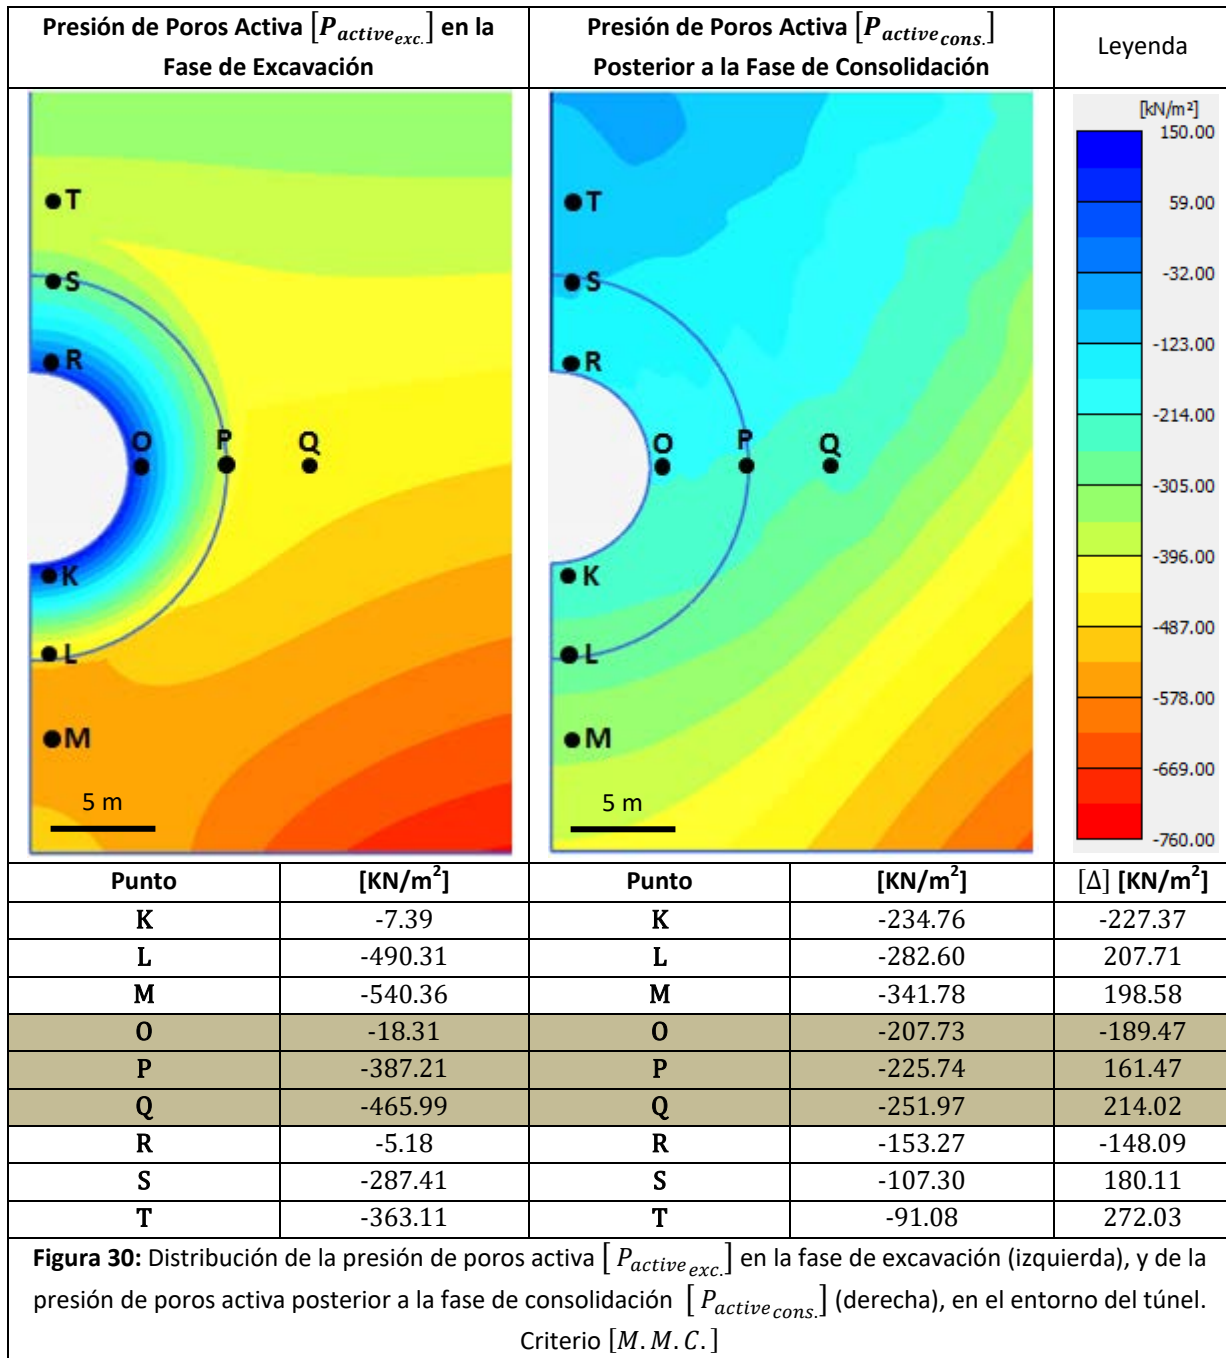 Presión de Poros Activa [P_active_exc.] en la
Fase de Excavación
Presión de Poros Activa [P_active_cons.]
Posterior a la Fase de Consolidación
Leyenda
T
S
R
O
P
Q
K
L
M
5 m
T
S
R
O
P
Q
K
L
M
5 m
[kN/m²]
150.00
59.00
-32.00
-123.00
-214.00
-305.00
-396.00
-487.00
-578.00
-669.00
-760.00
Punto [KN/m²] Punto [KN/m²] [Δ] [KN/m²]
K -7.39 K -234.76 -227.37
L -490.31 L -282.60 207.71
M -540.36 M -341.78 198.58
O -18.31 O -207.73 -189.47
P -387.21 P -225.74 161.47
Q -465.99 Q -251.97 214.02
R -5.18 R -153.27 -148.09
S -287.41 S -107.30 180.11
T -363.11 T -91.08 272.03
Figura 30: Distribución de la presión de poros activa [ P_active_exc.] en la fase de excavación (izquierda), y de la
presión de poros activa posterior a la fase de consolidación [ P_active_cons.] (derecha), en el entorno del túnel.
Criterio [M. M. C. ]